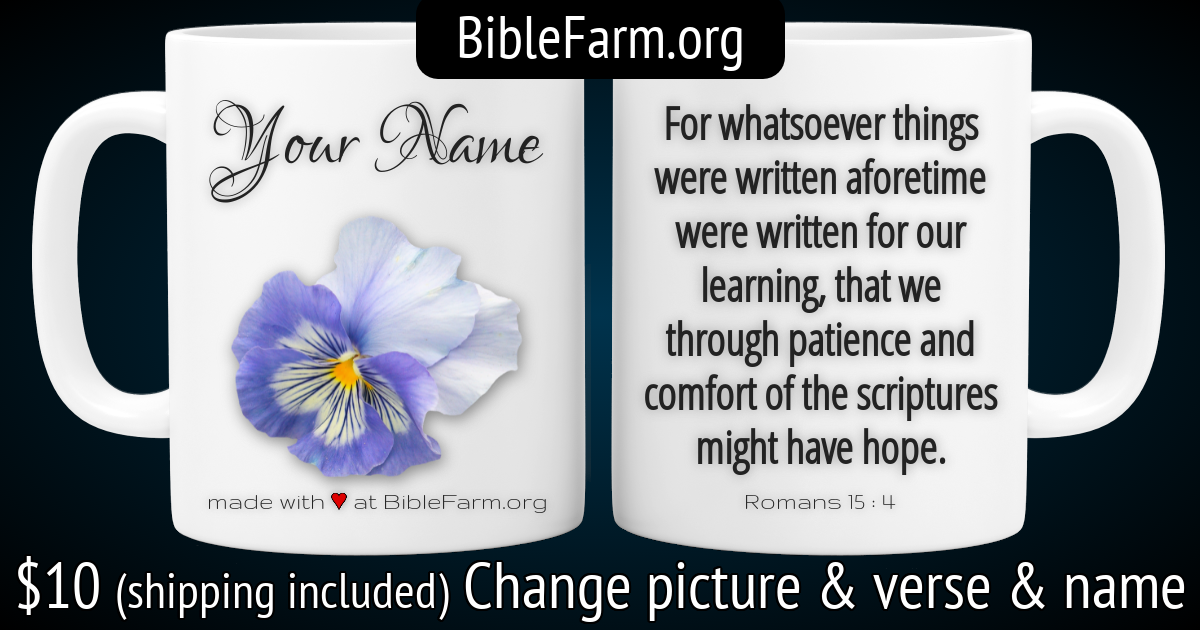 BibleFarm.org
Your Name
made with ♥ at BibleFarm.org
For whatsoever things
were written aforetime
were written for our
learning, that we
through patience and
comfort of the scriptures
might have hope.
Romans 15 : 4
$10 (shipping included) Change picture & verse & name